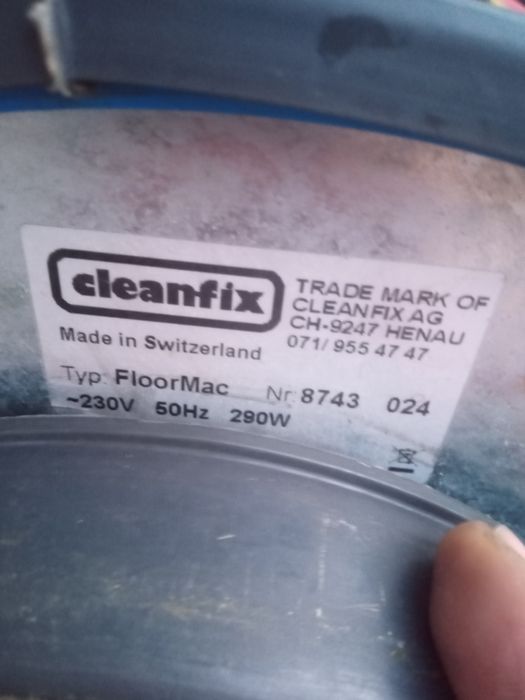 cleanfix
TRADE MARK OF
CLEANFIX AG
CH-9247 HENAU
071/ 955 47 47
Made in Switzerland
Typ: FloorMac Nr: 8743 024
~230V 50Hz 290W